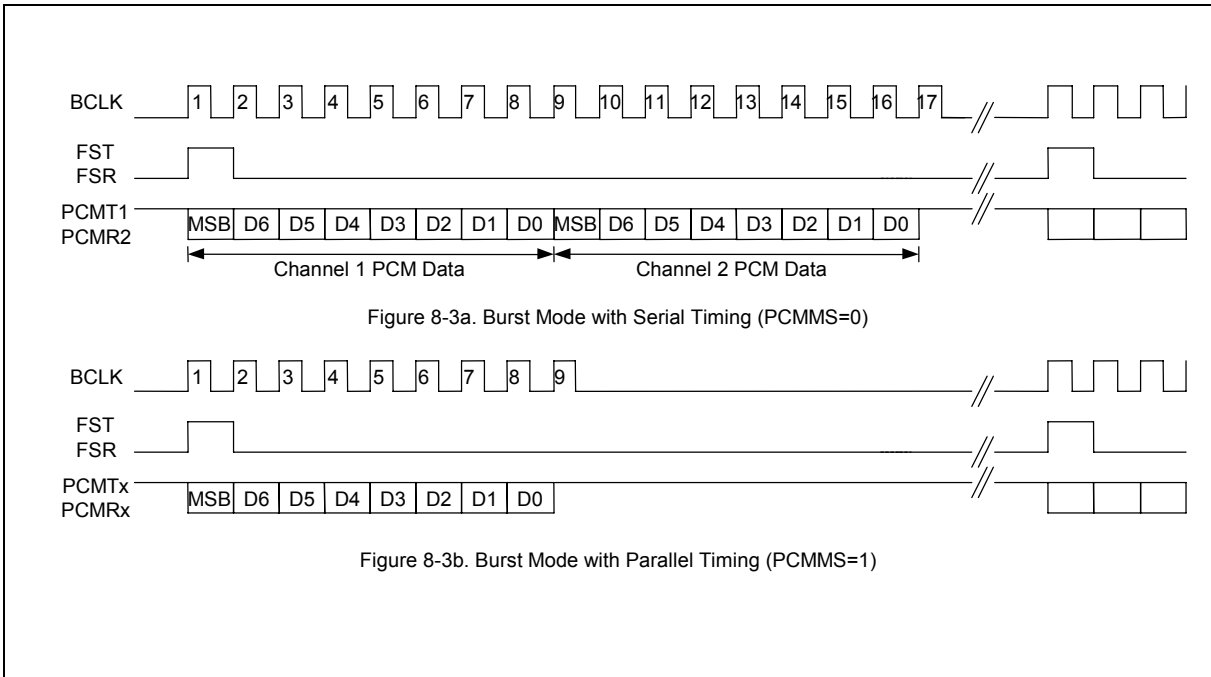 BCLK 1 2 3 4 5 6 7 8 9 10 11 12 13 14 15 16 17
FST
FSR
PCMT1
PCMR2
MSB D6 D5 D4 D3 D2 D1 D0 MSB D6 D5 D4 D3 D2 D1 D0
Channel 1 PCM Data Channel 2 PCM Data
Figure 8-3a. Burst Mode with Serial Timing (PCMMS=0)
BCLK 1 2 3 4 5 6 7 8 9
FST
FSR
PCMTx
PCMRx
MSB D6 D5 D4 D3 D2 D1 D0
Figure 8-3b. Burst Mode with Parallel Timing (PCMMS=1)